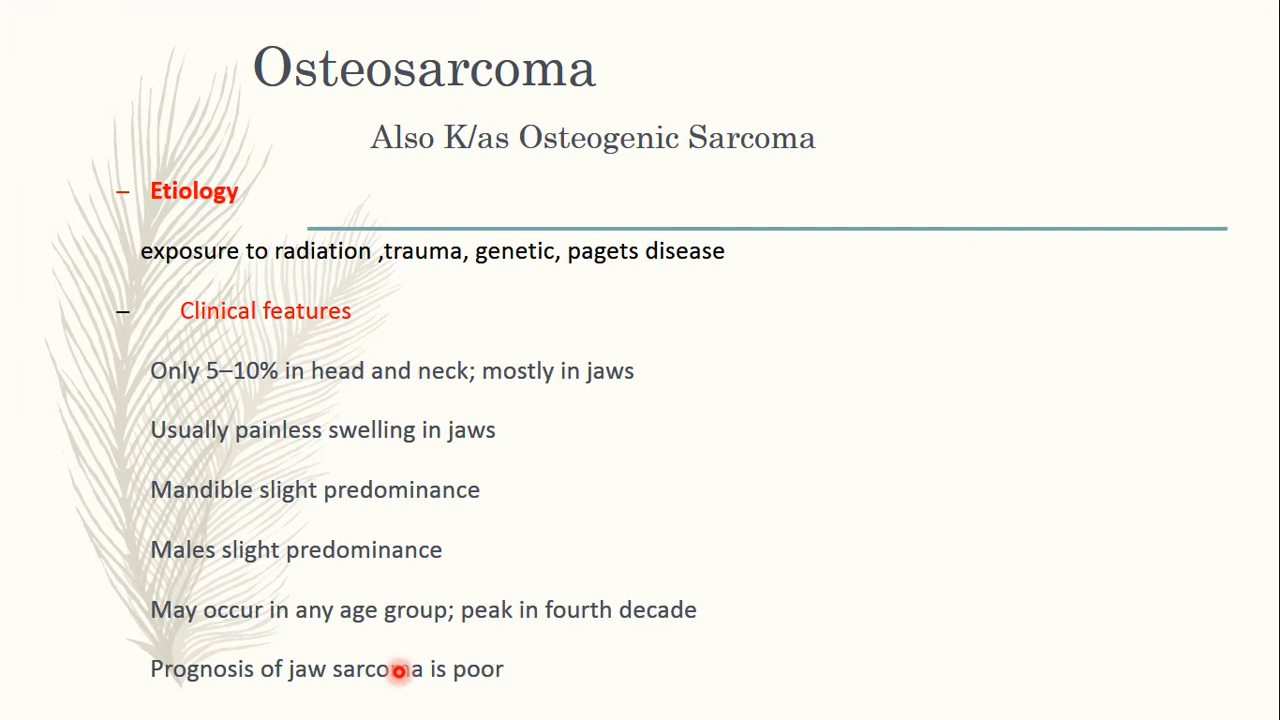 Osteosarcoma
Also K/as Osteogenic Sarcoma
– Etiology
exposure to radiation ,trauma, genetic, pagets disease
– Clinical features
Only 5–10% in head and neck; mostly in jaws
Usually painless swelling in jaws
Mandible slight predominance
Males slight predominance
May occur in any age group; peak in fourth decade
Prognosis of jaw sarcoma is poor